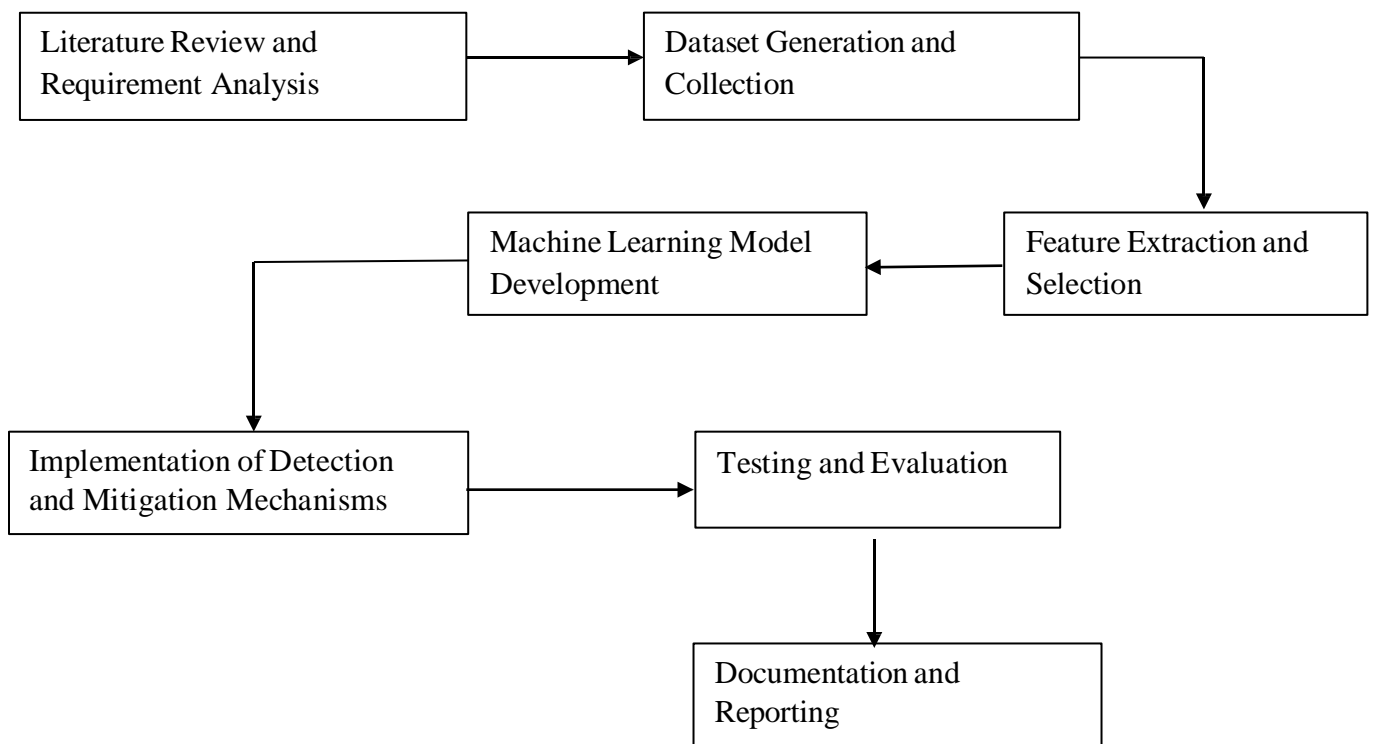 Literature Review and
Requirement Analysis
Dataset Generation and
Collection
Feature Extraction and
Selection
Machine Learning Model
Development
Implementation of Detection
and Mitigation Mechanisms
Testing and Evaluation
Documentation and
Reporting